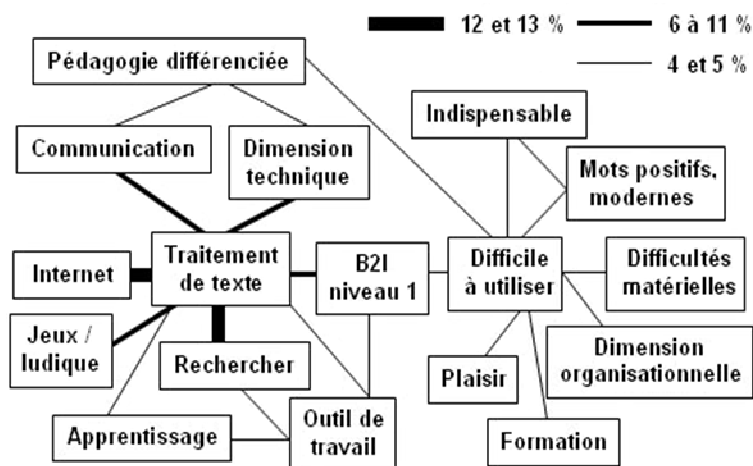 12 et 13 %
6 à 11 %
4 et 5 %
Pédagogie différenciée
Indispensable
Communication
Dimension
technique
Mots positifs,
modernes
Internet
Traitement
de texte
B2I
niveau 1
Difficile
à utiliser
Difficultés
matérielles
Jeux /
ludique
Rechercher
Plaisir
Dimension
organisationnelle
Apprentissage
Outil de
travail
Formation